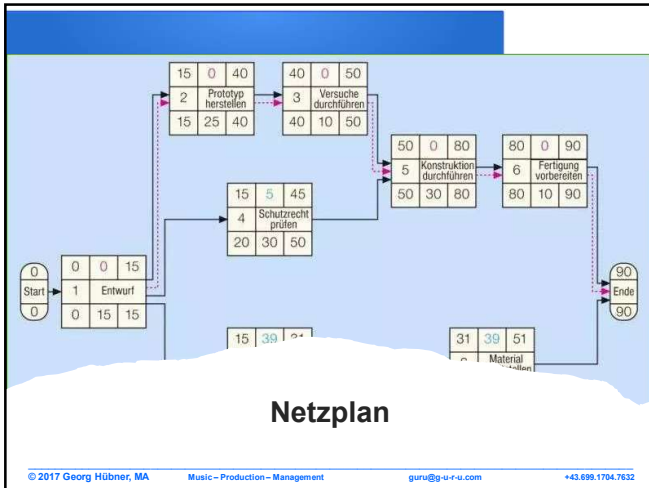 15 0 40
2 Prototyp
herstellen
15 25 40
40 0 50
3 Versuche
durchführen
40 10 50
50 0 80
5 Konstruktion
durchführen
50 30 80
80 0 90
6 Fertigung
vorbereiten
80 10 90
15 5 45
4 Schutzrecht
prüfen
20 30 50
0
Start
0
0 0 15
1 Entwurf
0 15 15
90
Ende
90
15 39
31 39 51
Material
Netzplan
© 2017 Georg Hübner, MA Music – Production – Management guru@g-u-r-u.com +43.699.1704.7632